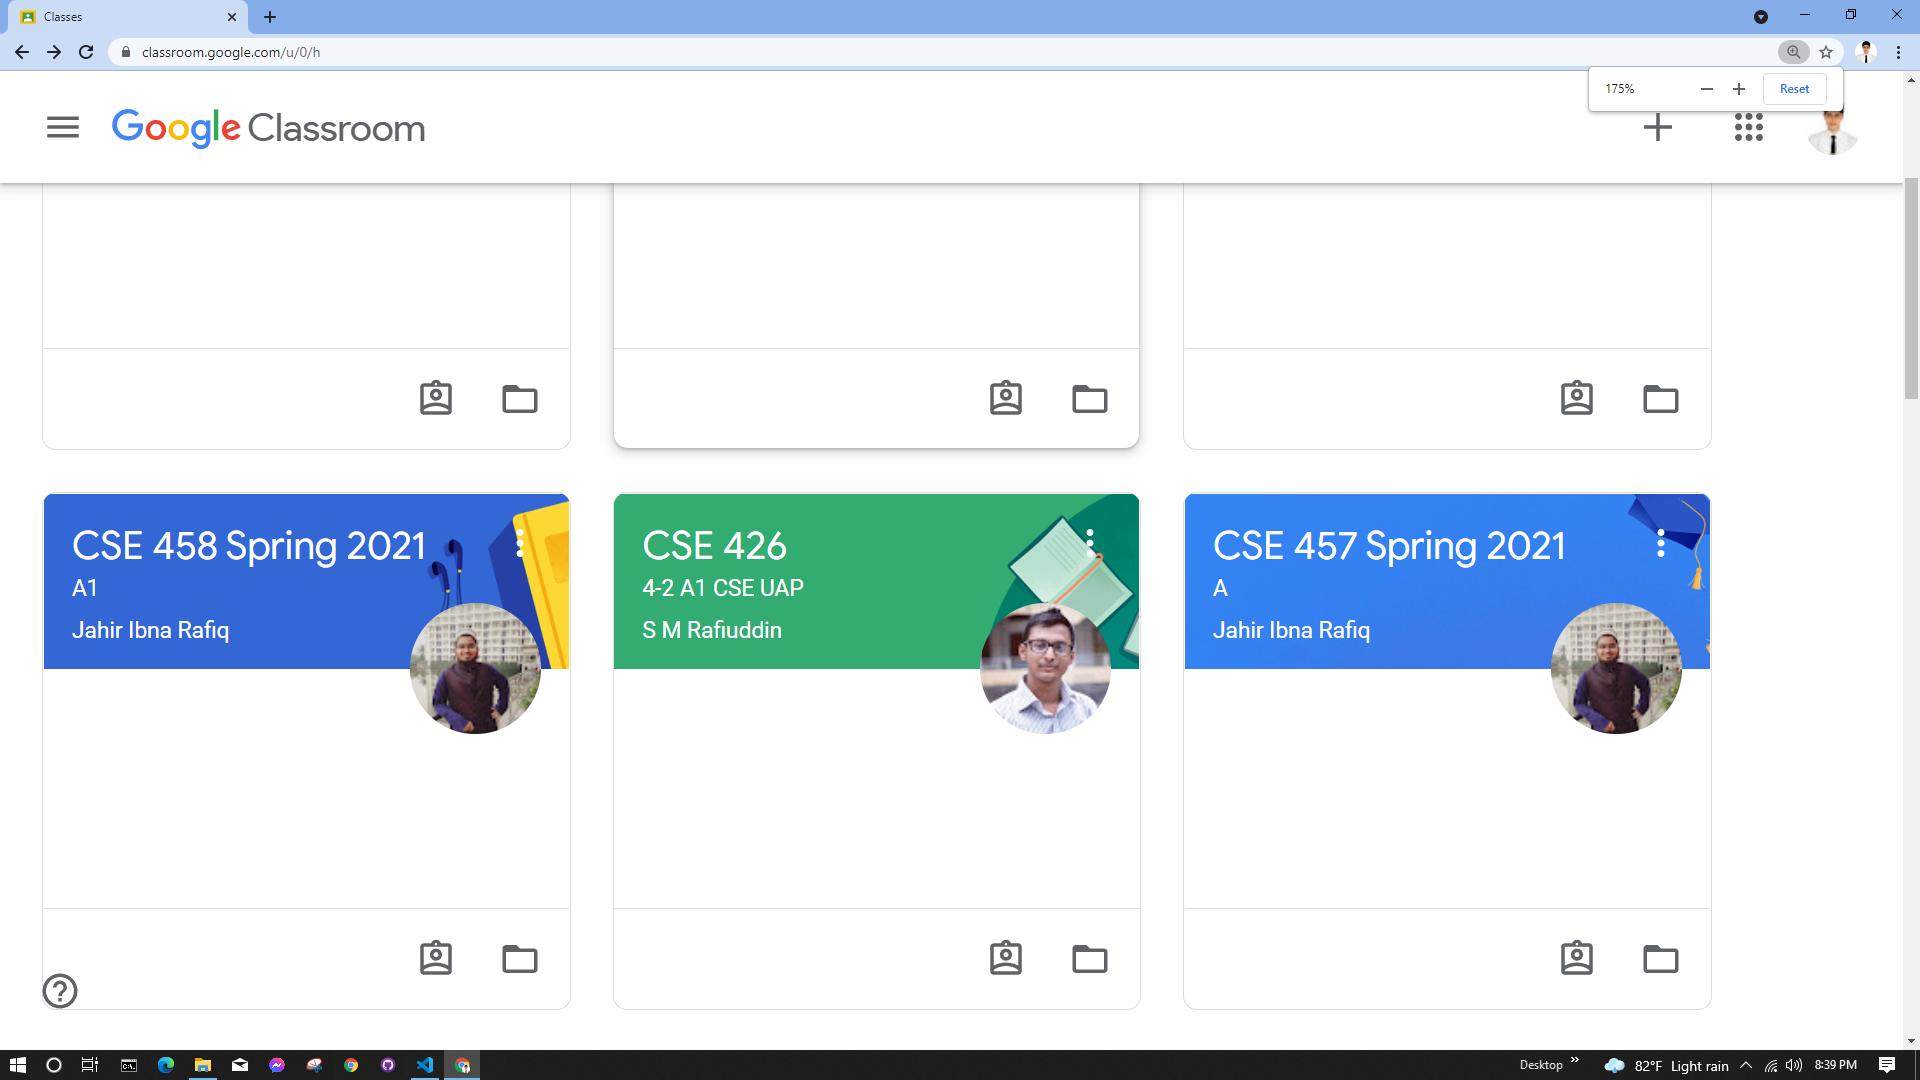 Classes
classroom.google.com/u/0/h
175%
Reset
Google Classroom
CSE 458 Spring 2021
A1
Jahir Ibna Rafiq
CSE 426
4-2 A1 CSE UAP
S M Rafiuddin
CSE 457 Spring 2021
A
Jahir Ibna Rafiq
Desktop
82°F Light rain
8:39 PM